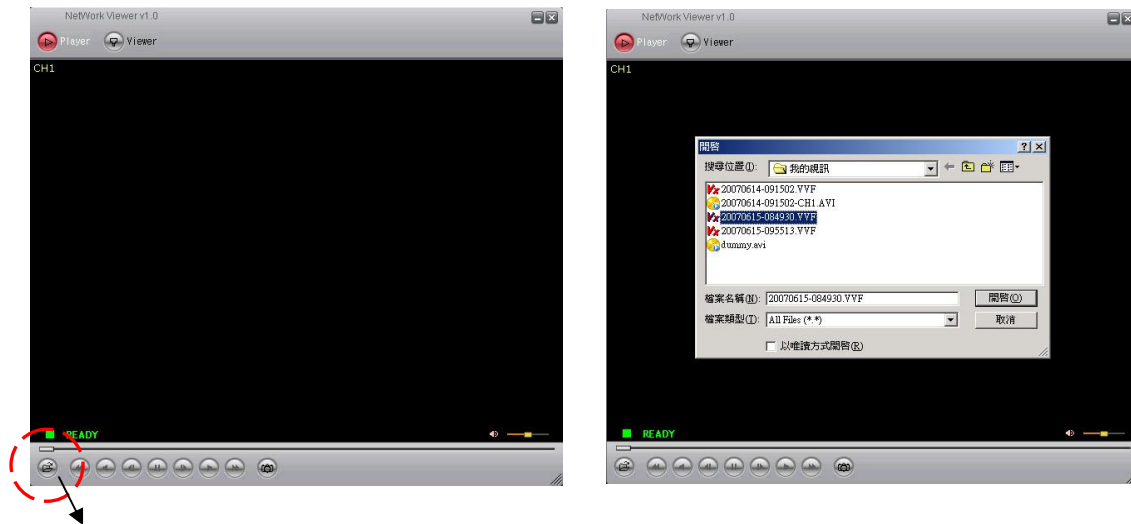 NetWork Viewer v1.0
Player Viewer
CH1
READY
NetWork Viewer v1.0
Player Viewer
CH1
開啓
搜尋位置(I): 我的視訊
20070614-091502.VVF
20070614-091502-CH1.AVI
20070615-084930.VVF
20070615-095513.VVF
dummy.avi
檔案名稱(N): 20070615-084930.VVF 開啓(O)
檔案類型(T): All Files (*.*) 取消
以唯讀方式開啓(R)
READY